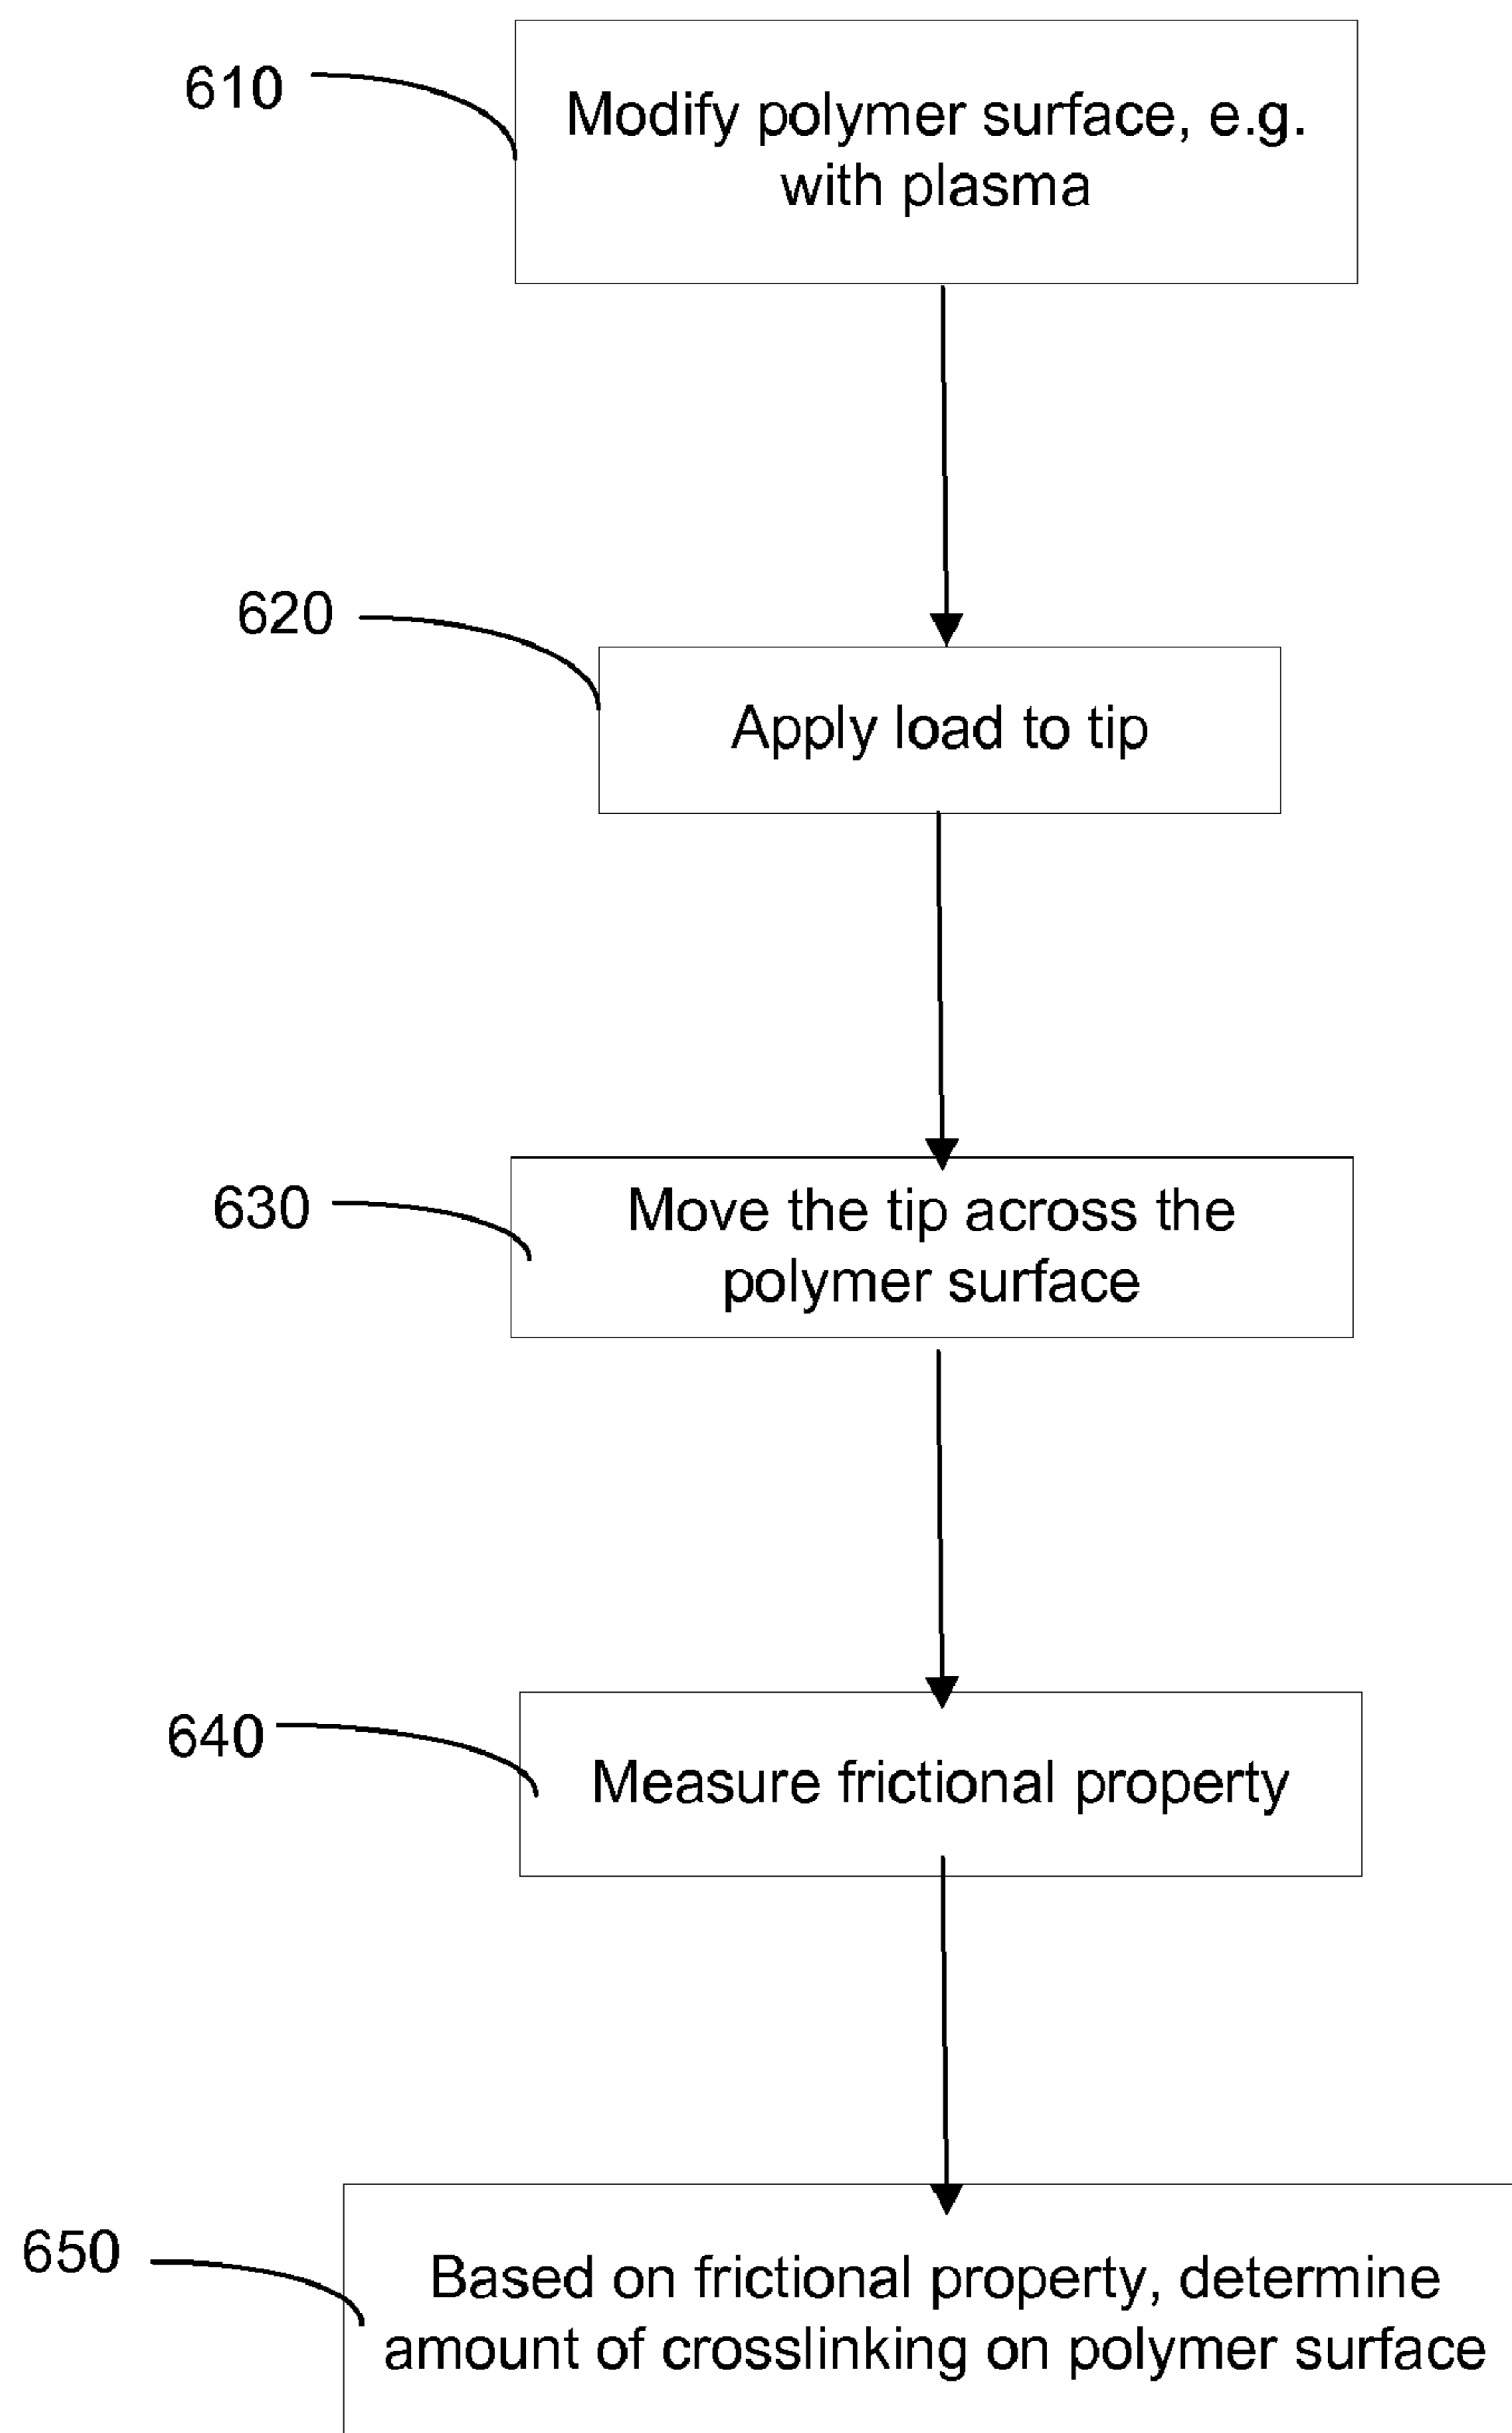 610
Modify polymer surface, e.g.
with plasma
620
Apply load to tip
630
Move the tip across the
polymer surface
640
Measure frictional property
650
Based on frictional property, determine
amount of crosslinking on polymer surface